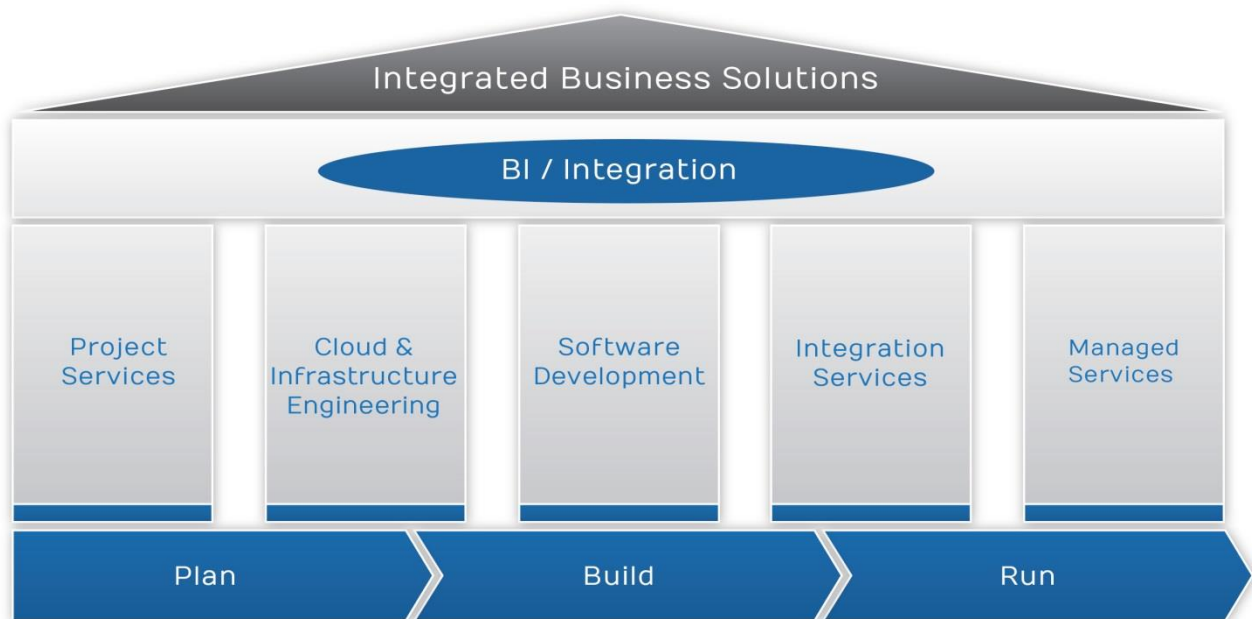 Integrated Business Solutions
BI / Integration
Project
Services
Cloud &
Infrastructure
Engineering
Software
Development
Integration
Services
Managed
Services
Plan
Build
Run